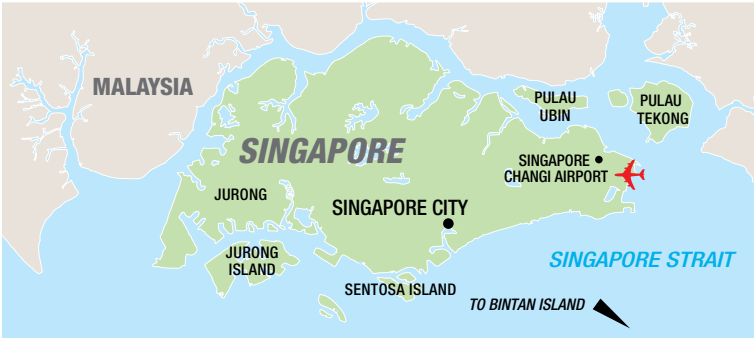 MALAYSIA
PULAU
UBIN
PULAU
TEKONG
SINGAPORE
SINGAPORE
CHANGI AIRPORT
JURONG
SINGAPORE CITY
JURONG
ISLAND
SINGAPORE STRAIT
SENTOSA ISLAND
TO BINTAN ISLAND